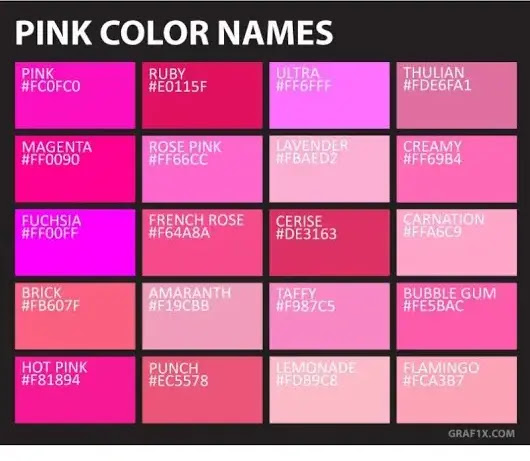 PINK COLOR NAMES
PINK
#FC0FC0
RUBY
#E0115F
ULTRA
#FF6FFF
THULIAN
#FDE6FA1
MAGENTA
#FF0090
ROSE PINK
#FF66CC
LAVENDER
#FBAED2
CREAMY
#FF69B4
FUCHSIA
#FF00FF
FRENCH ROSE
#F64A8A
CERISE
#DE3163
CARNATION
#FFA6C9
BRICK
#FB607F
AMARANTH
#F19CBB
TAFFY
#F987C5
BUBBLE GUM
#FE5BAC
HOT PINK
#F81894
PUNCH
#EC5578
LEMONADE
#FDB9C8
FLAMINGO
#FCA3B7
GRAF1X.COM